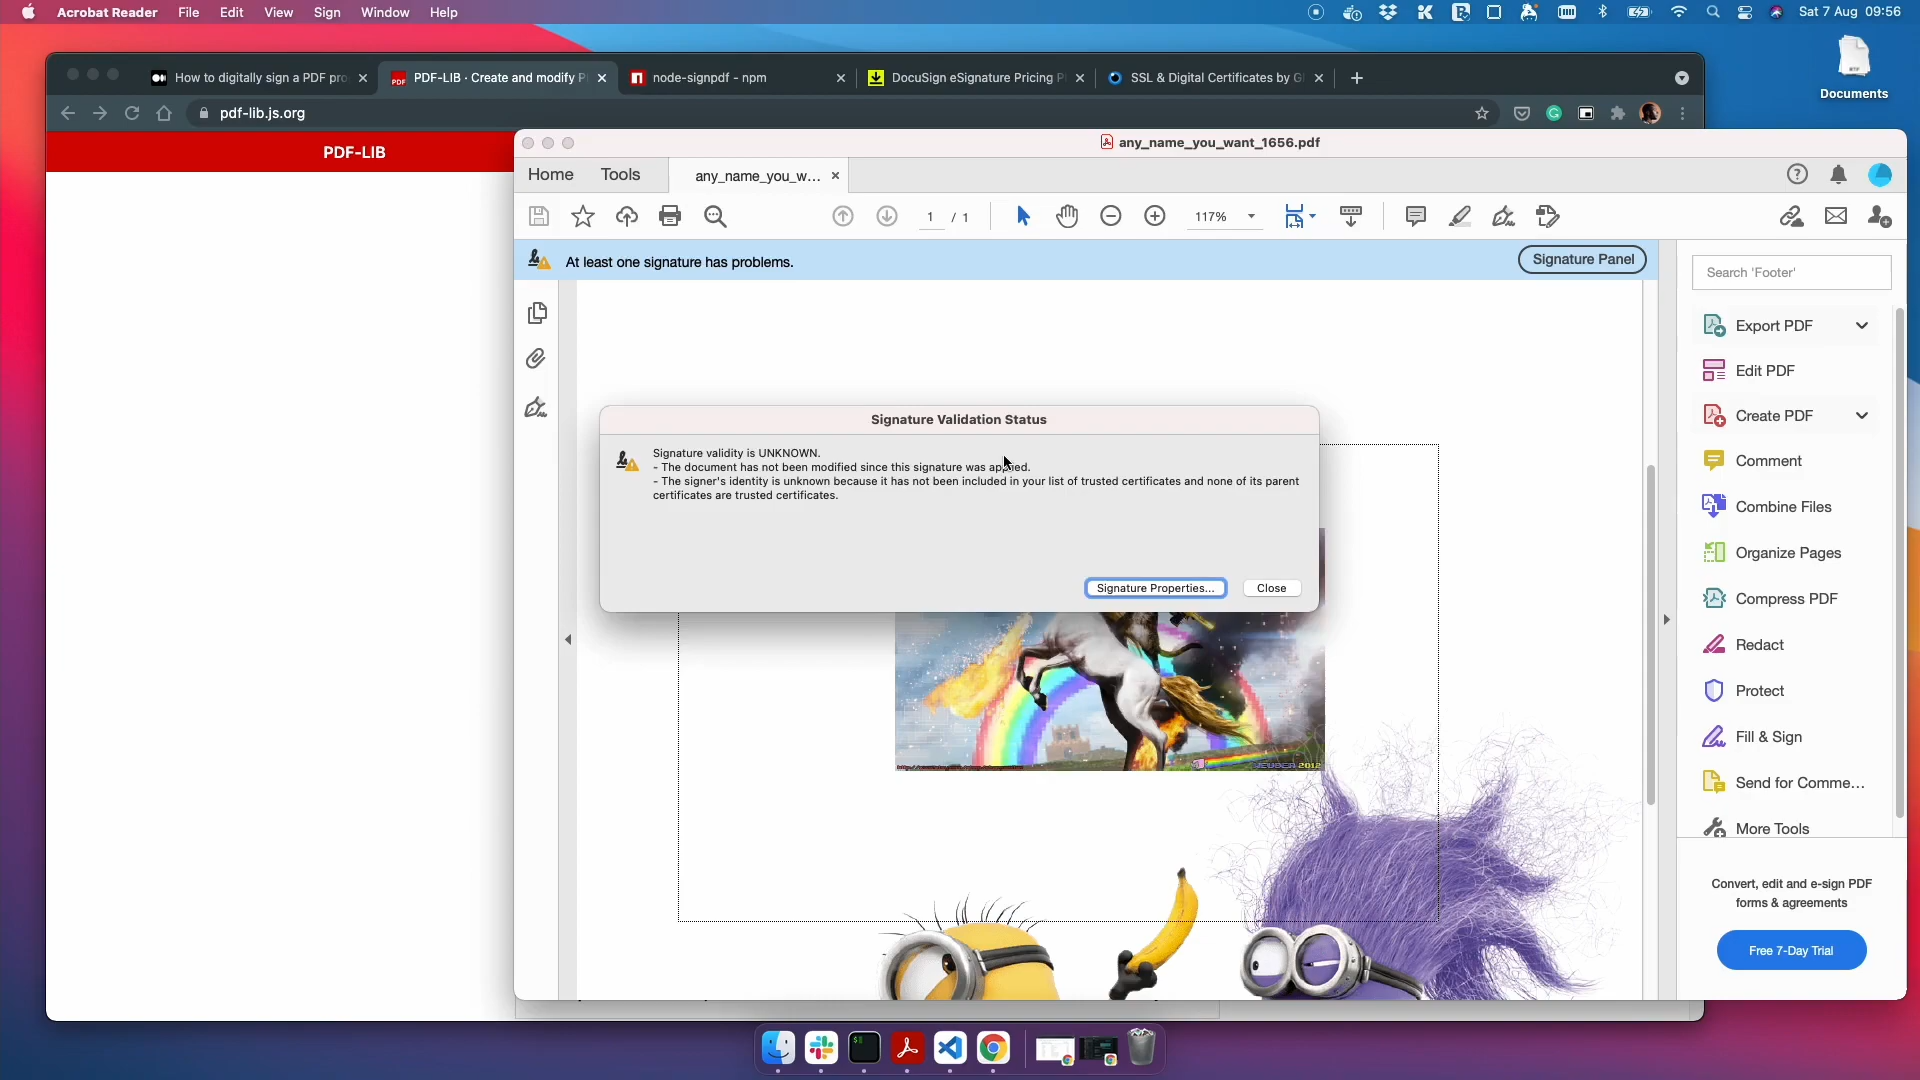 Acrobat Reader File Edit View Sign Window Help
Sat 7 Aug 09:56
Documents
How to digitally sign a PDF pro
PDF-LIB · Create and modify P
node-signpdf - npm
DocuSign eSignature Pricing P
SSL & Digital Certificates by G
pdf-lib.js.org
PDF-LIB
any_name_you_want_1656.pdf
Home Tools any_name_you_w...
1 / 1 117%
At least one signature has problems.
Signature Panel
Search 'Footer'
Export PDF
Edit PDF
Create PDF
Comment
Combine Files
Organize Pages
Compress PDF
Redact
Protect
Fill & Sign
Send for Comme...
More Tools
Convert, edit and e-sign PDF
forms & agreements
Free 7-Day Trial
Signature Validation Status
Signature validity is UNKNOWN.
- The document has not been modified since this signature was applied.
- The signer's identity is unknown because it has not been included in your list of trusted certificates and none of its parent
certificates are trusted certificates.
Signature Properties... Close
2012